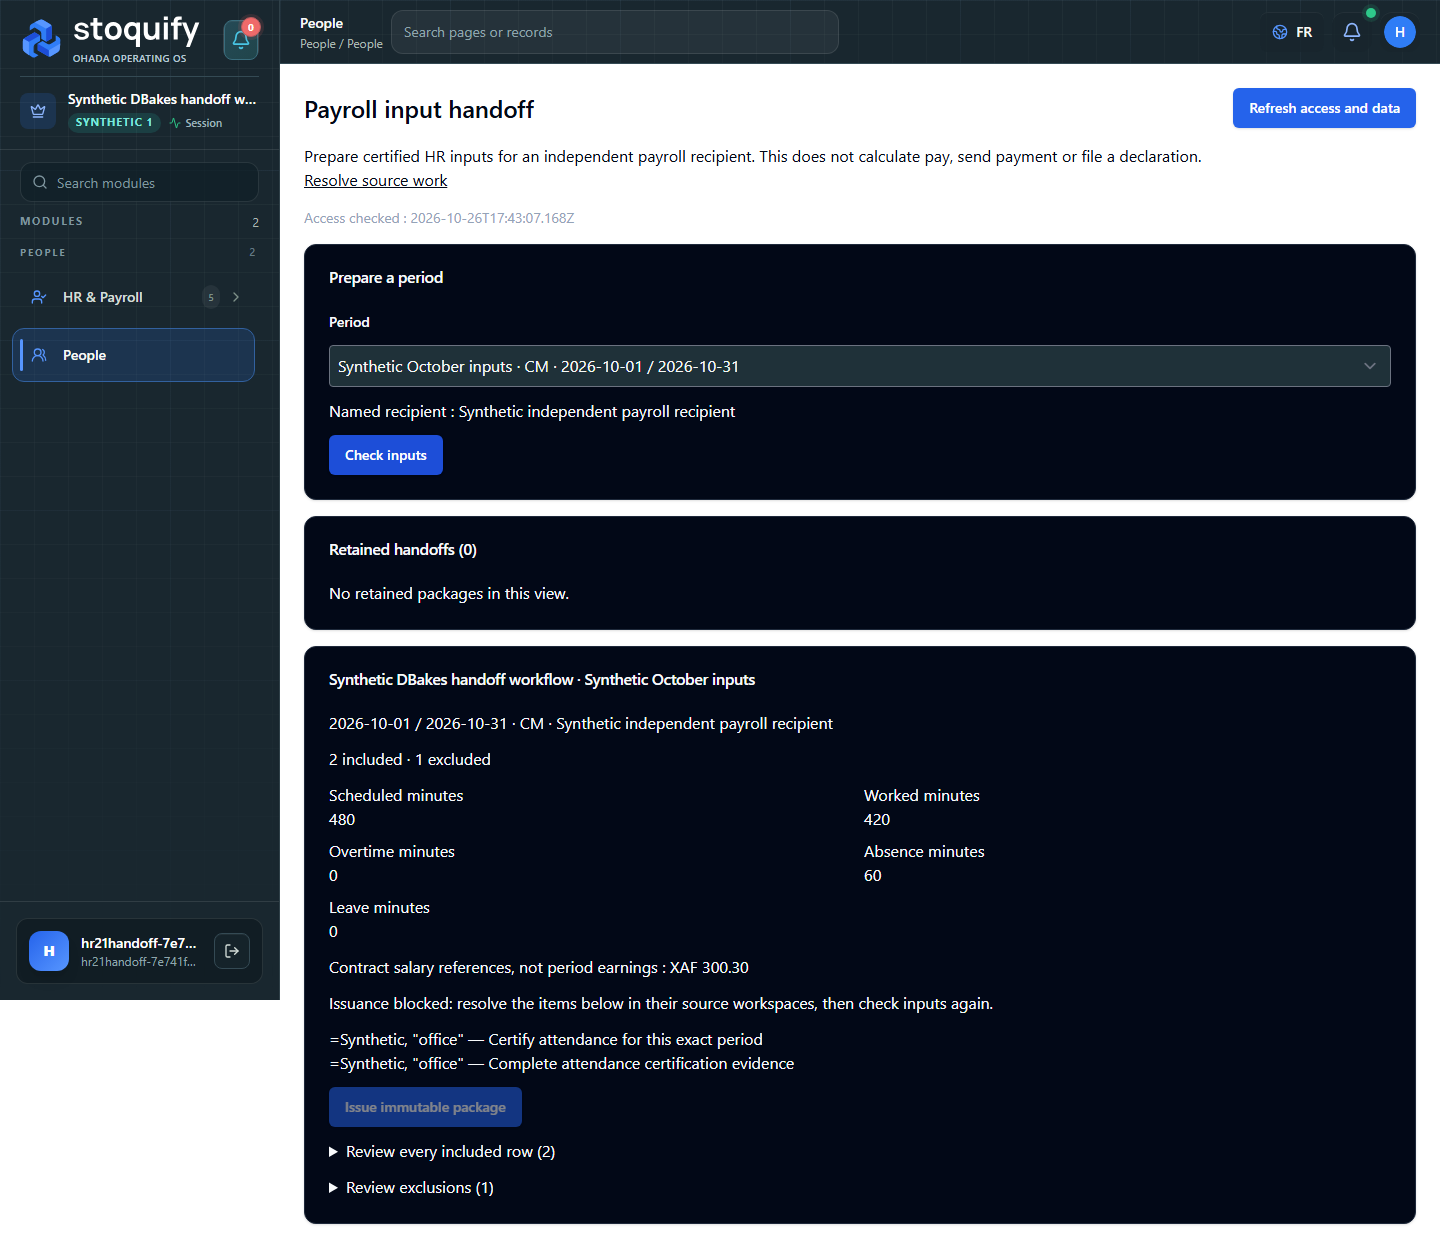 stoquify
OHADA OPERATING OS
0
Synthetic DBakes handoff w...
SYNTHETIC 1
Session
Search modules
MODULES
2
PEOPLE
2
HR & Payroll
5
People
H
hr21handoff-7e7...
hr21handoff-7e741f...
People
People / People
Search pages or records
FR
H
Payroll input handoff
Refresh access and data
Prepare certified HR inputs for an independent payroll recipient. This does not calculate pay, send payment or file a declaration.
Resolve source work
Access checked : 2026-10-26T17:43:07.168Z
Prepare a period
Period
Synthetic October inputs · CM · 2026-10-01 / 2026-10-31
Named recipient : Synthetic independent payroll recipient
Check inputs
Retained handoffs (0)
No retained packages in this view.
Synthetic DBakes handoff workflow · Synthetic October inputs
2026-10-01 / 2026-10-31 · CM · Synthetic independent payroll recipient
2 included · 1 excluded
Scheduled minutes
480
Worked minutes
420
Overtime minutes
0
Absence minutes
60
Leave minutes
0
Contract salary references, not period earnings : XAF 300.30
Issuance blocked: resolve the items below in their source workspaces, then check inputs again.
=Synthetic, "office" — Certify attendance for this exact period
=Synthetic, "office" — Complete attendance certification evidence
Issue immutable package
Review every included row (2)
Review exclusions (1)